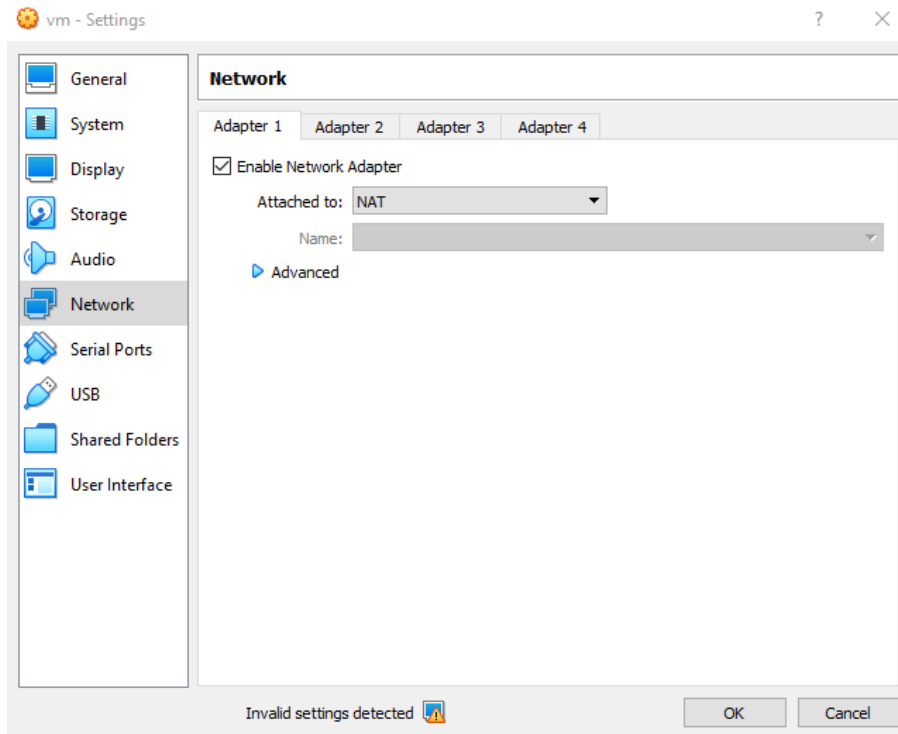 vm - Settings ?
General
System
Display
Storage
Audio
Network
Serial Ports
USB
Shared Folders
User Interface
Network
Adapter 1 Adapter 2 Adapter 3 Adapter 4
Enable Network Adapter
Attached to: NAT
Name:
Advanced
Invalid settings detected OK Cancel